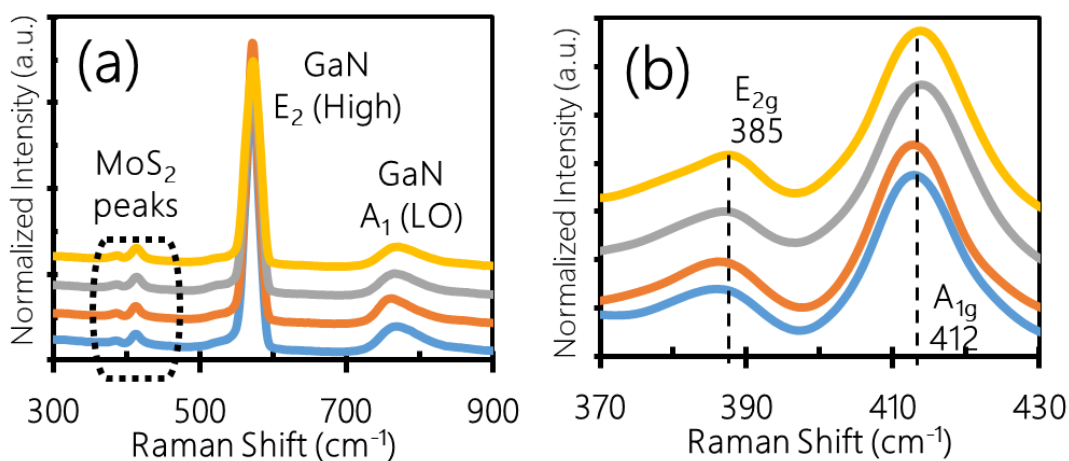 Normalized Intensity (a.u.)
(a)
GaN
E₂ (High)
MoS₂
peaks
GaN
A₁ (LO)
300
500
700
900
Raman Shift (cm⁻¹)
Normalized Intensity (a.u.)
(b)
E₂g
385
A₁g
412
370
390
410
430
Raman Shift (cm⁻¹)